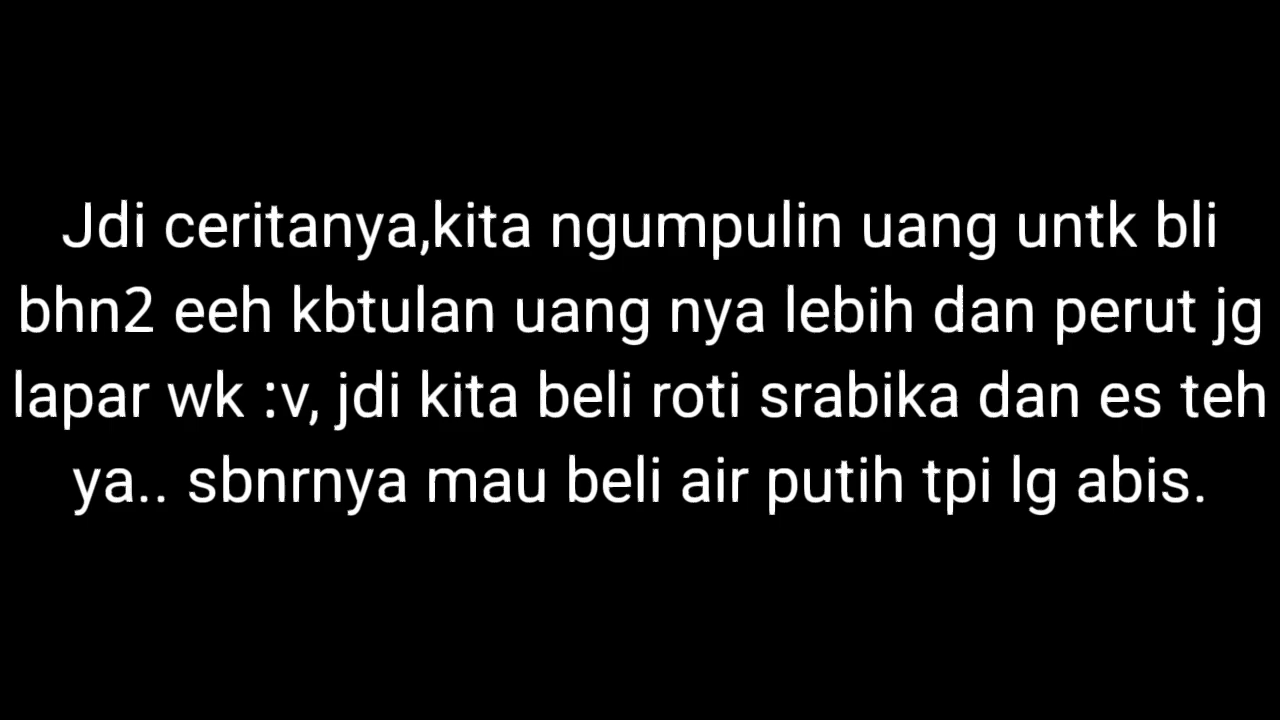 Jdi ceritanya,kita ngumpulin uang untk bli
bhn2 eeh kbtulan uang nya lebih dan perut jg
lapar wk :v, jdi kita beli roti srabika dan es teh
ya.. sbnrnya mau beli air putih tpi lg abis.